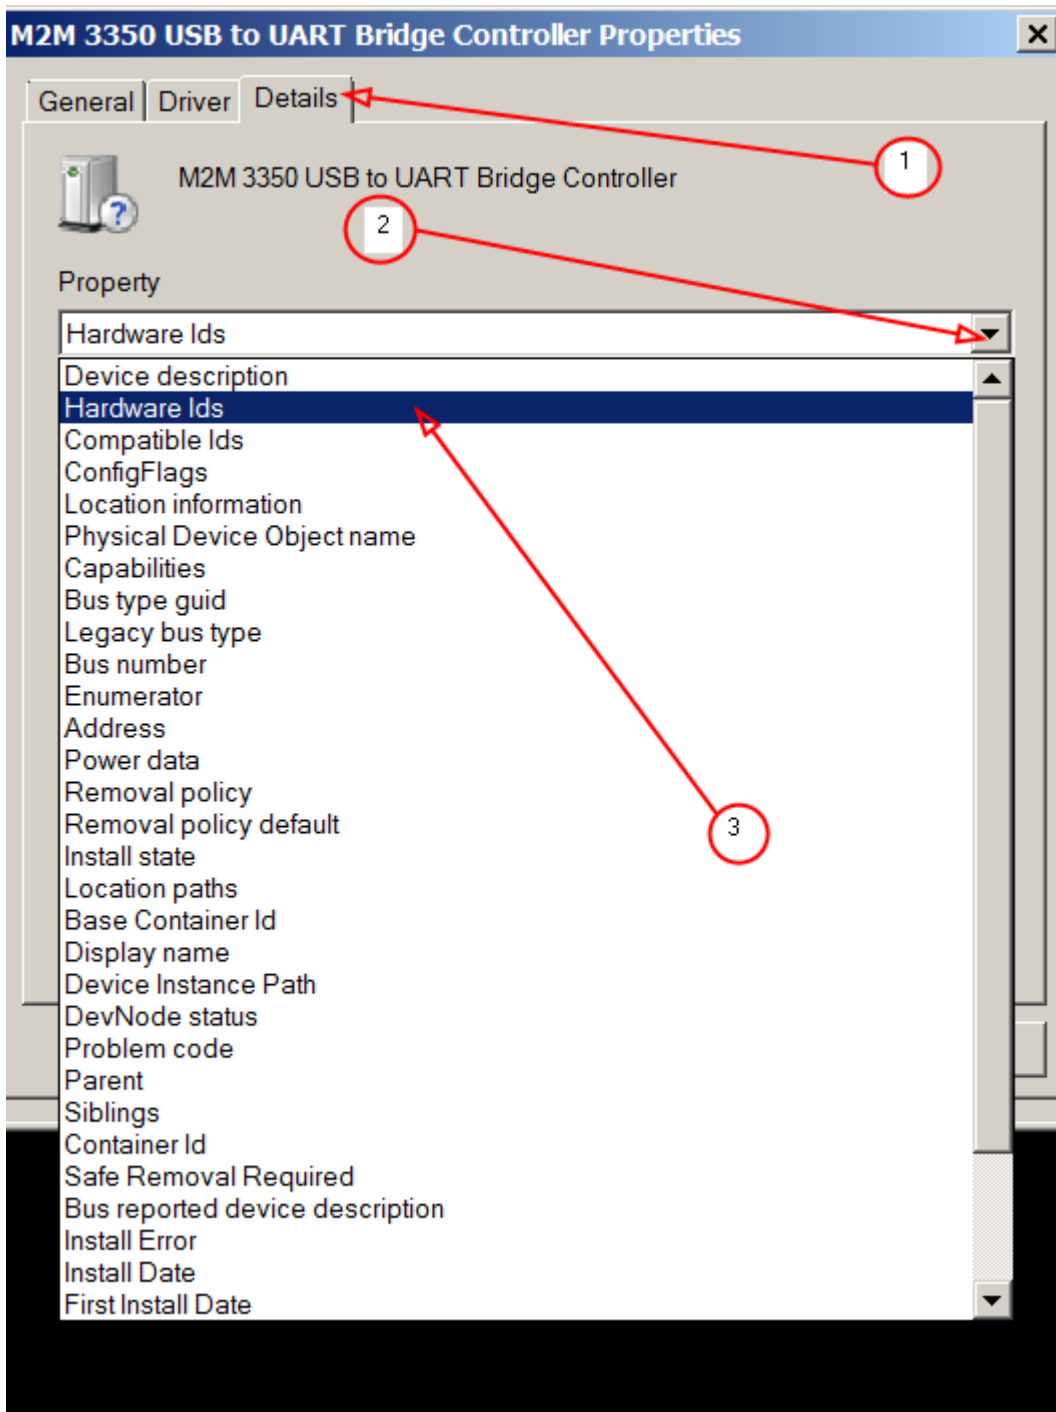 M2M 3350 USB to UART Bridge Controller Properties
General Driver Details
1
M2M 3350 USB to UART Bridge Controller
2
Property
Hardware Ids
Device description
Hardware Ids
Compatible Ids
ConfigFlags
Location information
Physical Device Object name
Capabilities
Bus type guid
Legacy bus type
Bus number
Enumerator
Address
Power data
Removal policy
Removal policy default
3
Install state
Location paths
Base Container Id
Display name
Device Instance Path
DevNode status
Problem code
Parent
Siblings
Container Id
Safe Removal Required
Bus reported device description
Install Error
Install Date
First Install Date